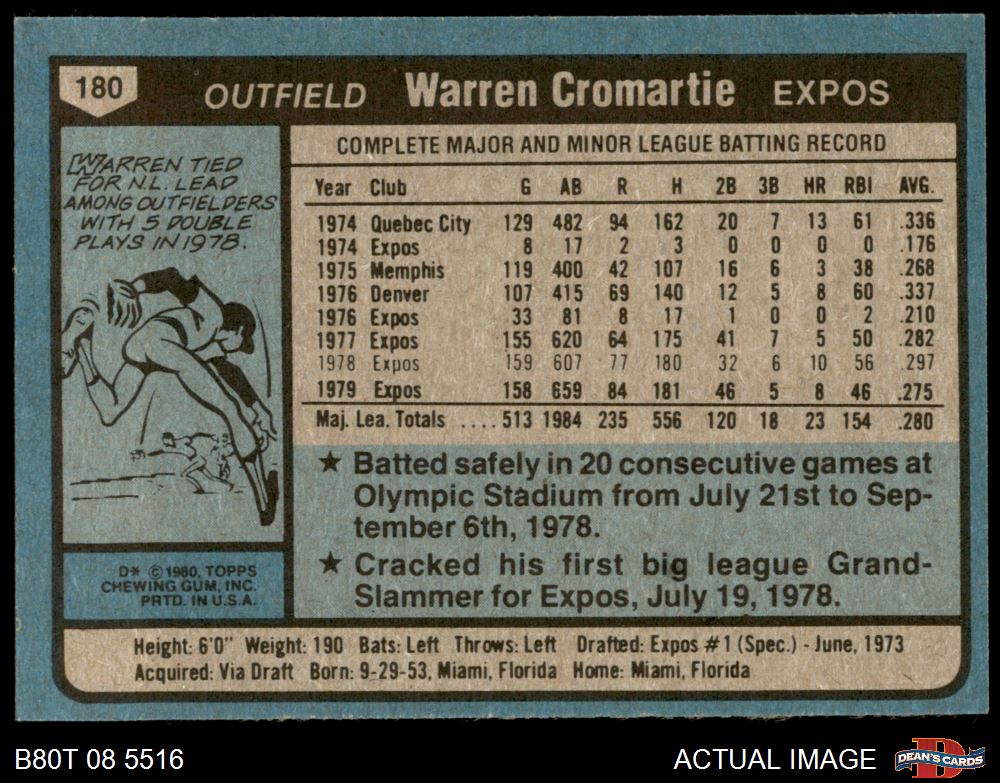 180
OUTFIELD Warren Cromartie EXPOS
WARREN TIED
FOR N.L. LEAD
AMONG OUTFIELDERS
WITH 5 DOUBLE
PLAYS IN 1978.
COMPLETE MAJOR AND MINOR LEAGUE BATTING RECORD
Year Club G AB R H 2B 3B HR RBI AVG.
1974 Quebec City 129 482 94 162 20 7 13 61 .336
1974 Expos 8 17 2 3 0 0 0 0 .176
1975 Memphis 119 400 42 107 16 6 3 38 .268
1976 Denver 107 415 69 140 12 5 8 60 .337
1976 Expos 33 81 8 17 1 0 0 2 .210
1977 Expos 155 620 64 175 41 7 5 50 .282
1978 Expos 159 607 77 180 32 6 10 56 .297
1979 Expos 158 659 84 181 46 5 8 46 .275
Maj. Lea. Totals .... 513 1984 235 556 120 18 23 154 .280
★ Batted safely in 20 consecutive games at
Olympic Stadium from July 21st to Sep-
tember 6th, 1978.
★ Cracked his first big league Grand-
Slammer for Expos, July 19, 1978.
D* © 1980, TOPPS
CHEWING GUM, INC.
PRTD. IN U.S.A.
Height: 6'0" Weight: 190 Bats: Left Throws: Left Drafted: Expos #1 (Spec.) - June, 1973
Acquired: Via Draft Born: 9-29-53, Miami, Florida Home: Miami, Florida
B80T 08 5516
ACTUAL IMAGE
DEAN'S CARDS